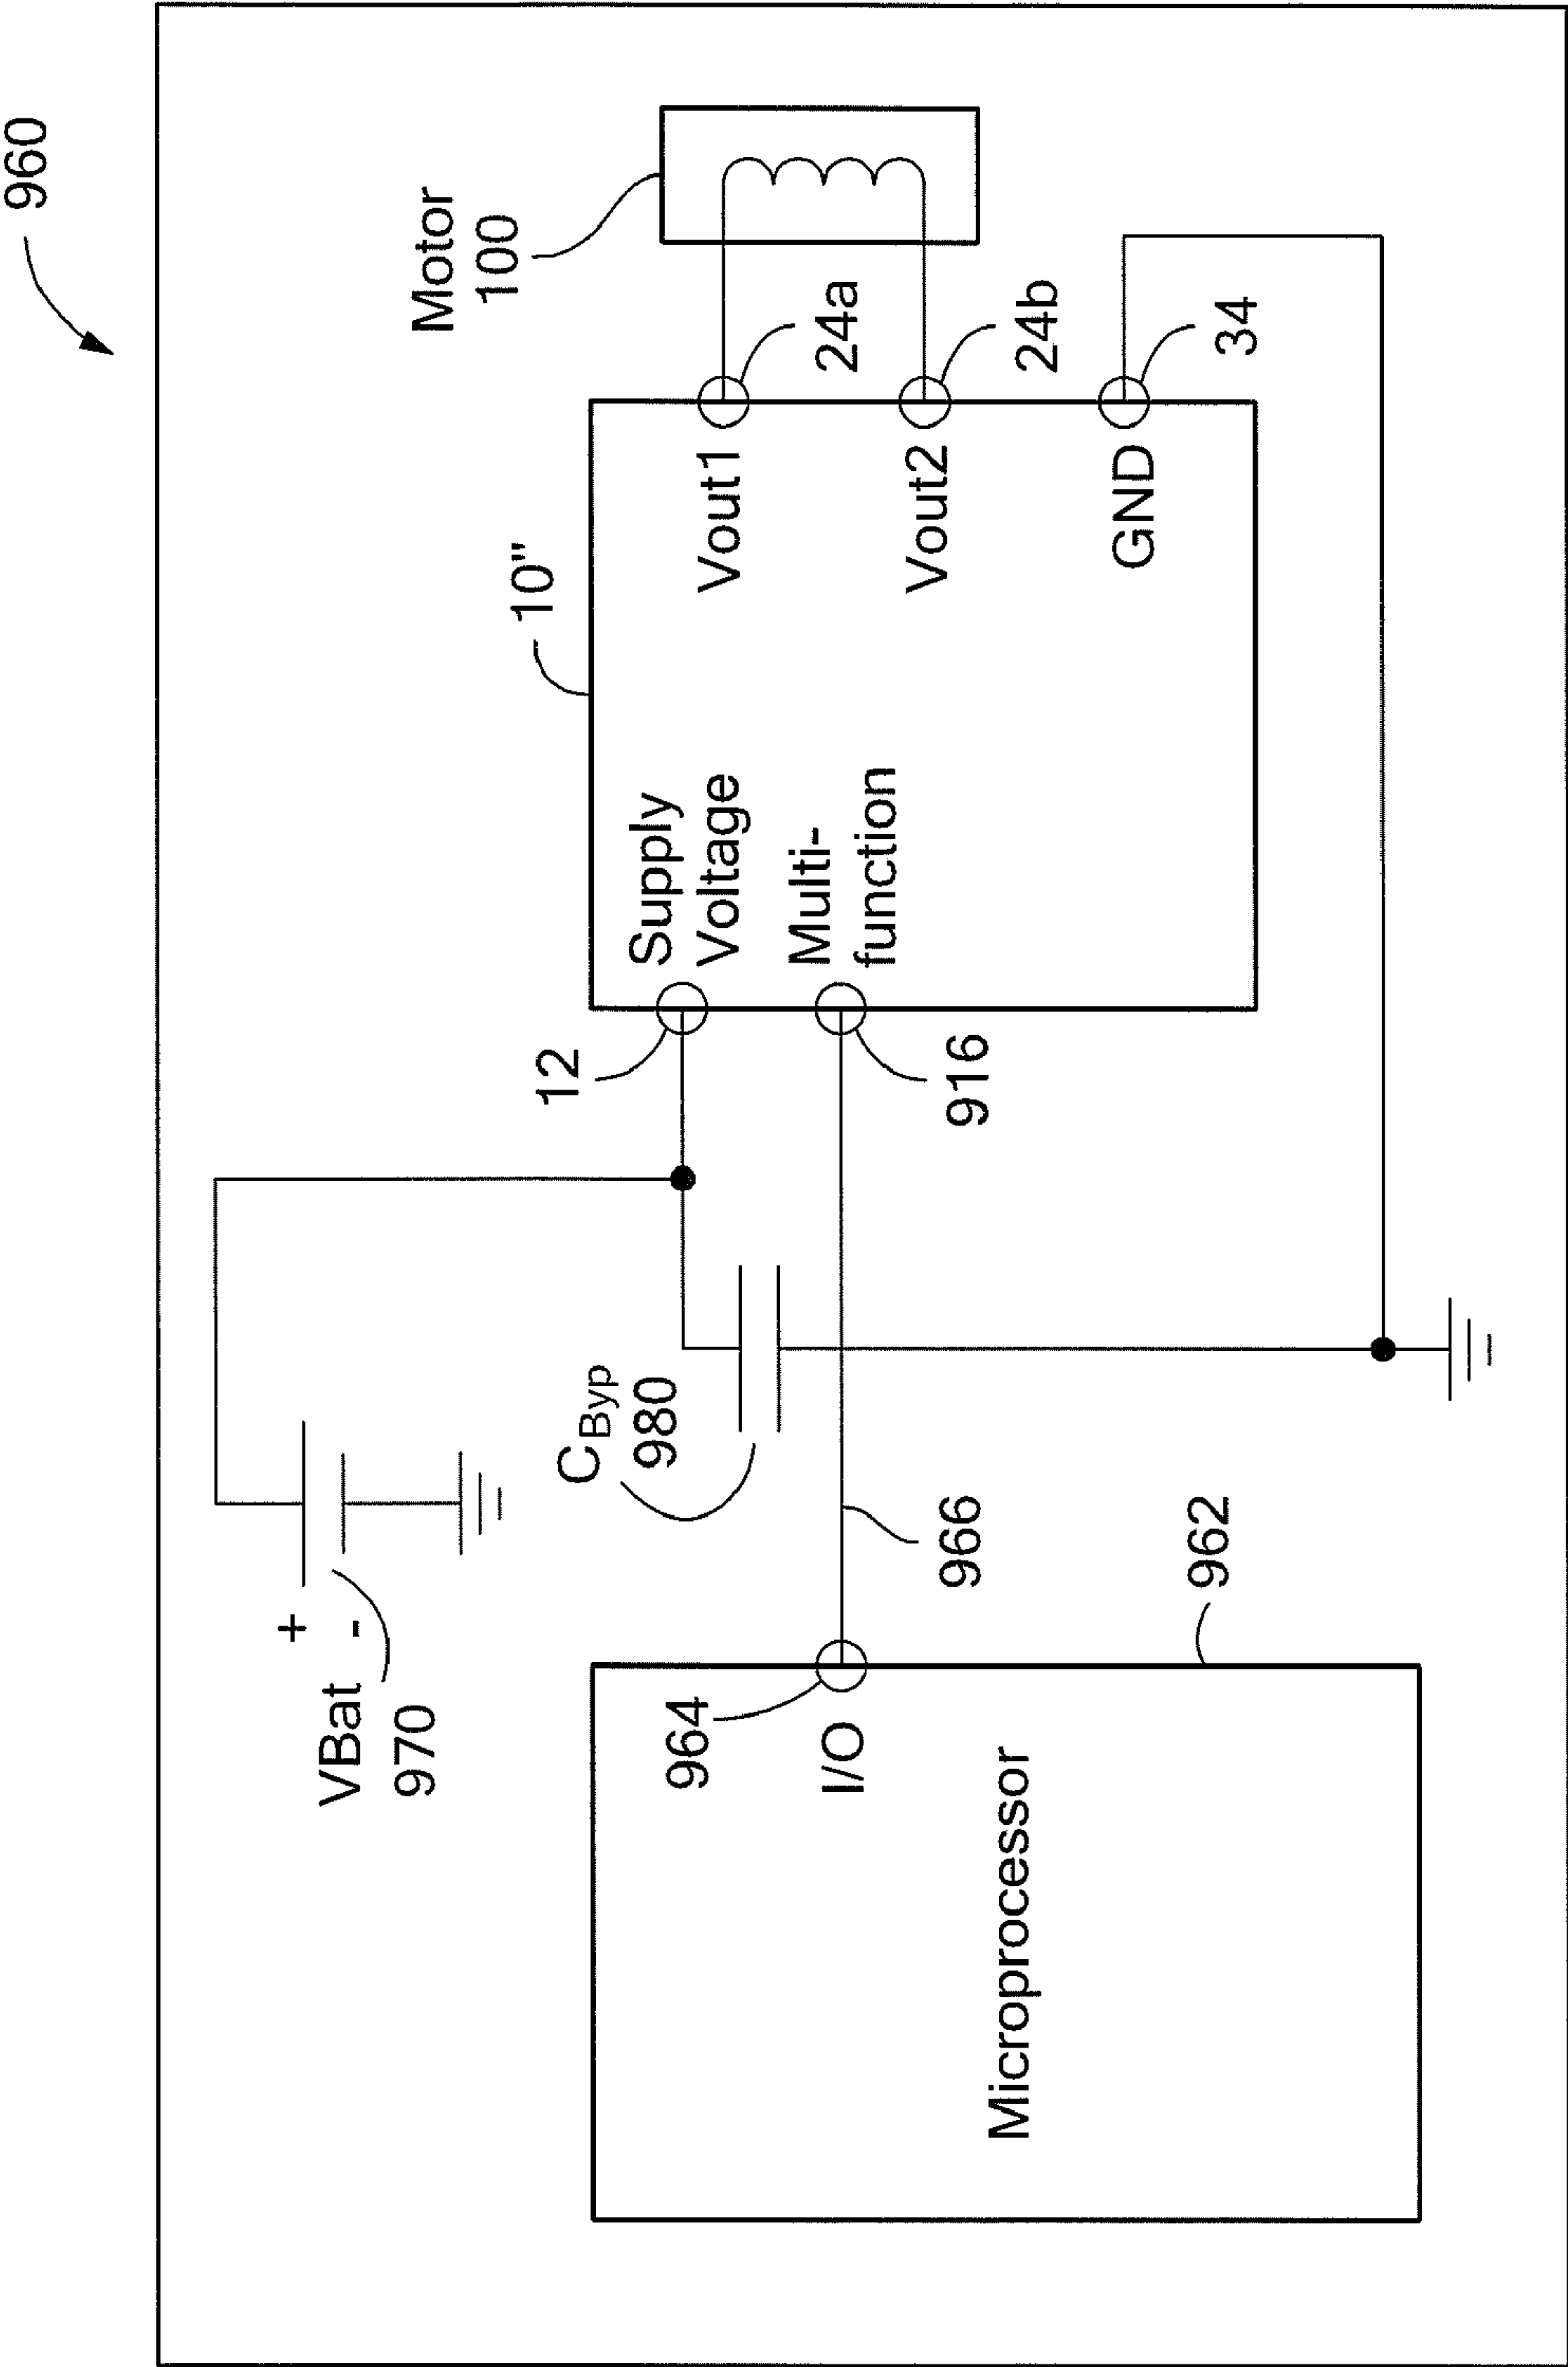 960
Motor
100
10"
24a
24b
34
Vout1
Vout2
GND
Supply
Voltage
Multi-
function
12
916
C_Byp
980
+
-
VBat
970
966
962
964
I/O
Microprocessor